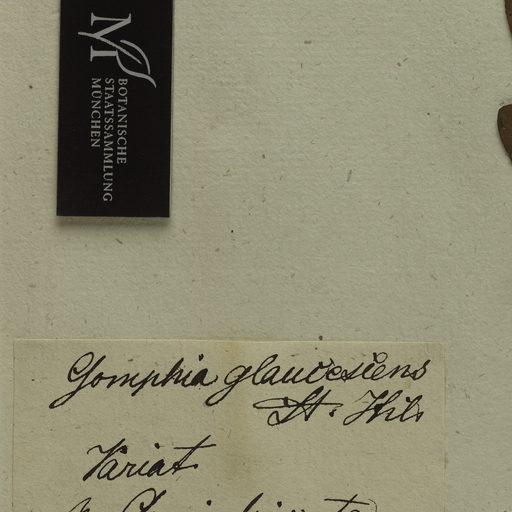 M
BOTANISCHE
STAATSSAMMLUNG
MÜNCHEN
Gomphia glaucescens
St. Hil.
Variat.